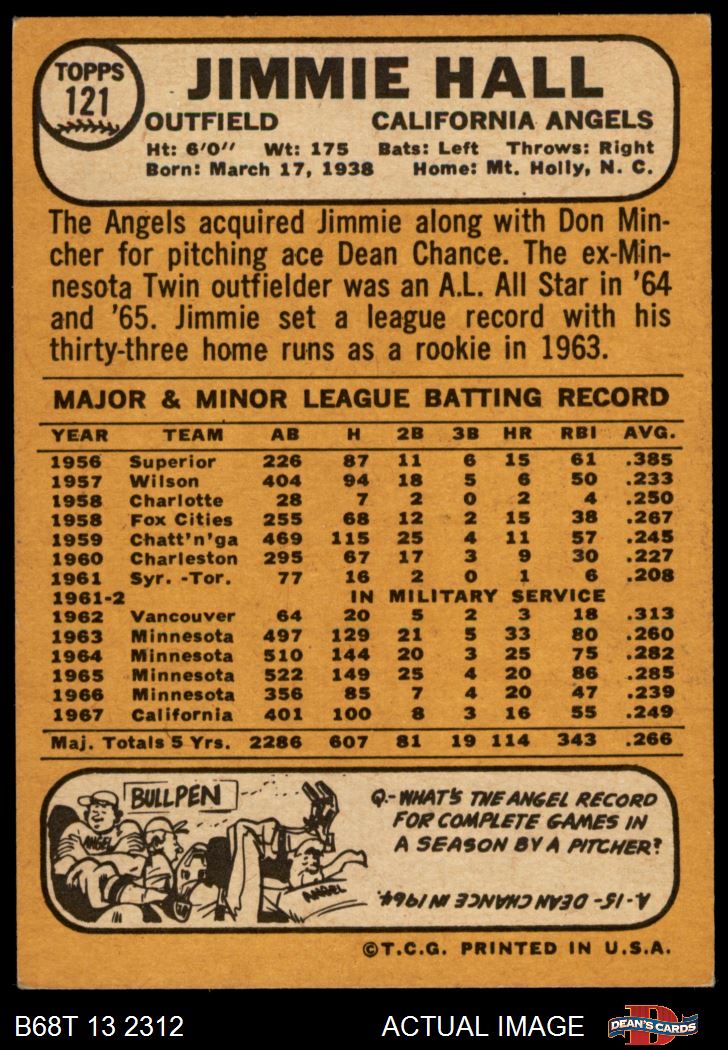 TOPPS
121
JIMMIE HALL
OUTFIELD CALIFORNIA ANGELS
Ht: 6'0" Wt: 175 Bats: Left Throws: Right
Born: March 17, 1938 Home: Mt. Holly, N. C.
The Angels acquired Jimmie along with Don Min-
cher for pitching ace Dean Chance. The ex-Min-
nesota Twin outfielder was an A.L. All Star in '64
and '65. Jimmie set a league record with his
thirty-three home runs as a rookie in 1963.
MAJOR & MINOR LEAGUE BATTING RECORD
YEAR TEAM AB H 2B 3B HR RBI AVG.
1956 Superior 226 87 11 6 15 61 .385
1957 Wilson 404 94 18 5 6 50 .233
1958 Charlotte 28 7 2 0 2 4 .250
1958 Fox Cities 255 68 12 2 15 38 .267
1959 Chatt'n'ga 469 115 25 4 11 57 .245
1960 Charleston 295 67 17 3 9 30 .227
1961 Syr. -Tor. 77 16 2 0 1 6 .208
1961-2 IN MILITARY SERVICE
1962 Vancouver 64 20 5 2 3 18 .313
1963 Minnesota 497 129 21 5 33 80 .260
1964 Minnesota 510 144 20 3 25 75 .282
1965 Minnesota 522 149 25 4 20 86 .285
1966 Minnesota 356 85 7 4 20 47 .239
1967 California 401 100 8 3 16 55 .249
Maj. Totals 5 Yrs. 2286 607 81 19 114 343 .266
BULLPEN
ANGEL
ANGEL
Q.-WHAT'S THE ANGEL RECORD
FOR COMPLETE GAMES IN
A SEASON BY A PITCHER?
A. 15- DEAN CHANCE IN 1964.
©T.C.G. PRINTED IN U.S.A.
B68T 13 2312 ACTUAL IMAGE
DEAN'S CARDS